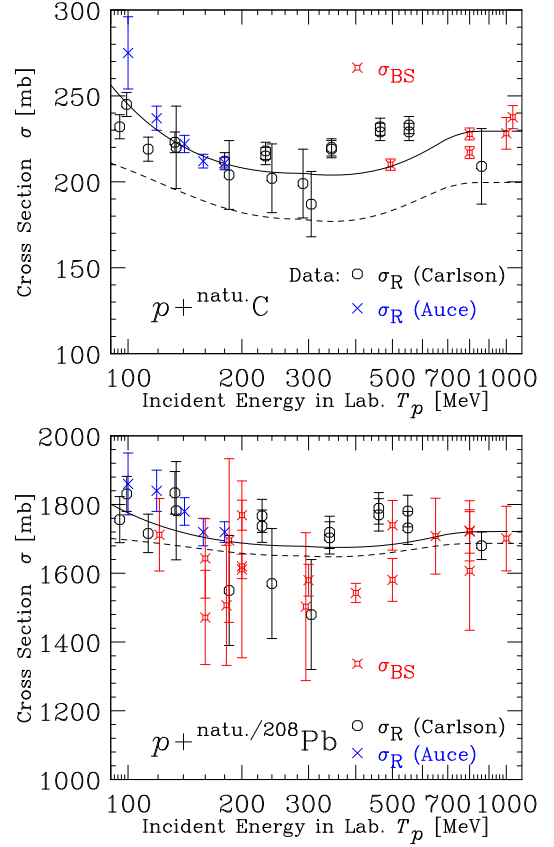 300
250
200
150
100
Cross Section σ [mb]
σBS
Data: σR (Carlson)
σR (Auce)
p+natu.C
100 200 300 500 700 1000
Incident Energy in Lab. Tp [MeV]
2000
1800
1600
1400
1200
1000
Cross Section σ [mb]
σBS
σR (Carlson)
σR (Auce)
p+natu./208Pb
100 200 300 500 700 1000
Incident Energy in Lab. Tp [MeV]